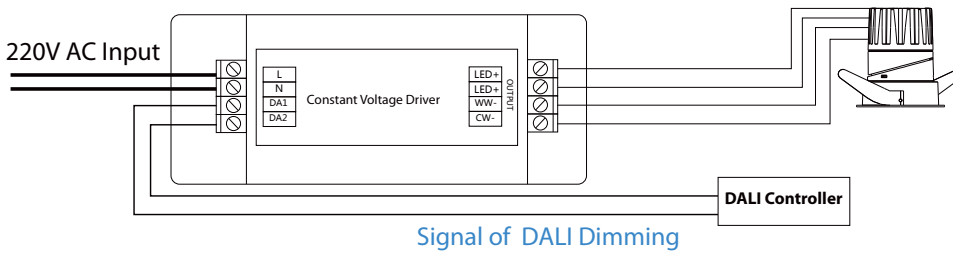 220V AC Input
L
N
DA1
DA2
Constant Voltage Driver
LED+
LED+
WW-
CW-
OUTPUT
DALI Controller
Signal of DALI Dimming